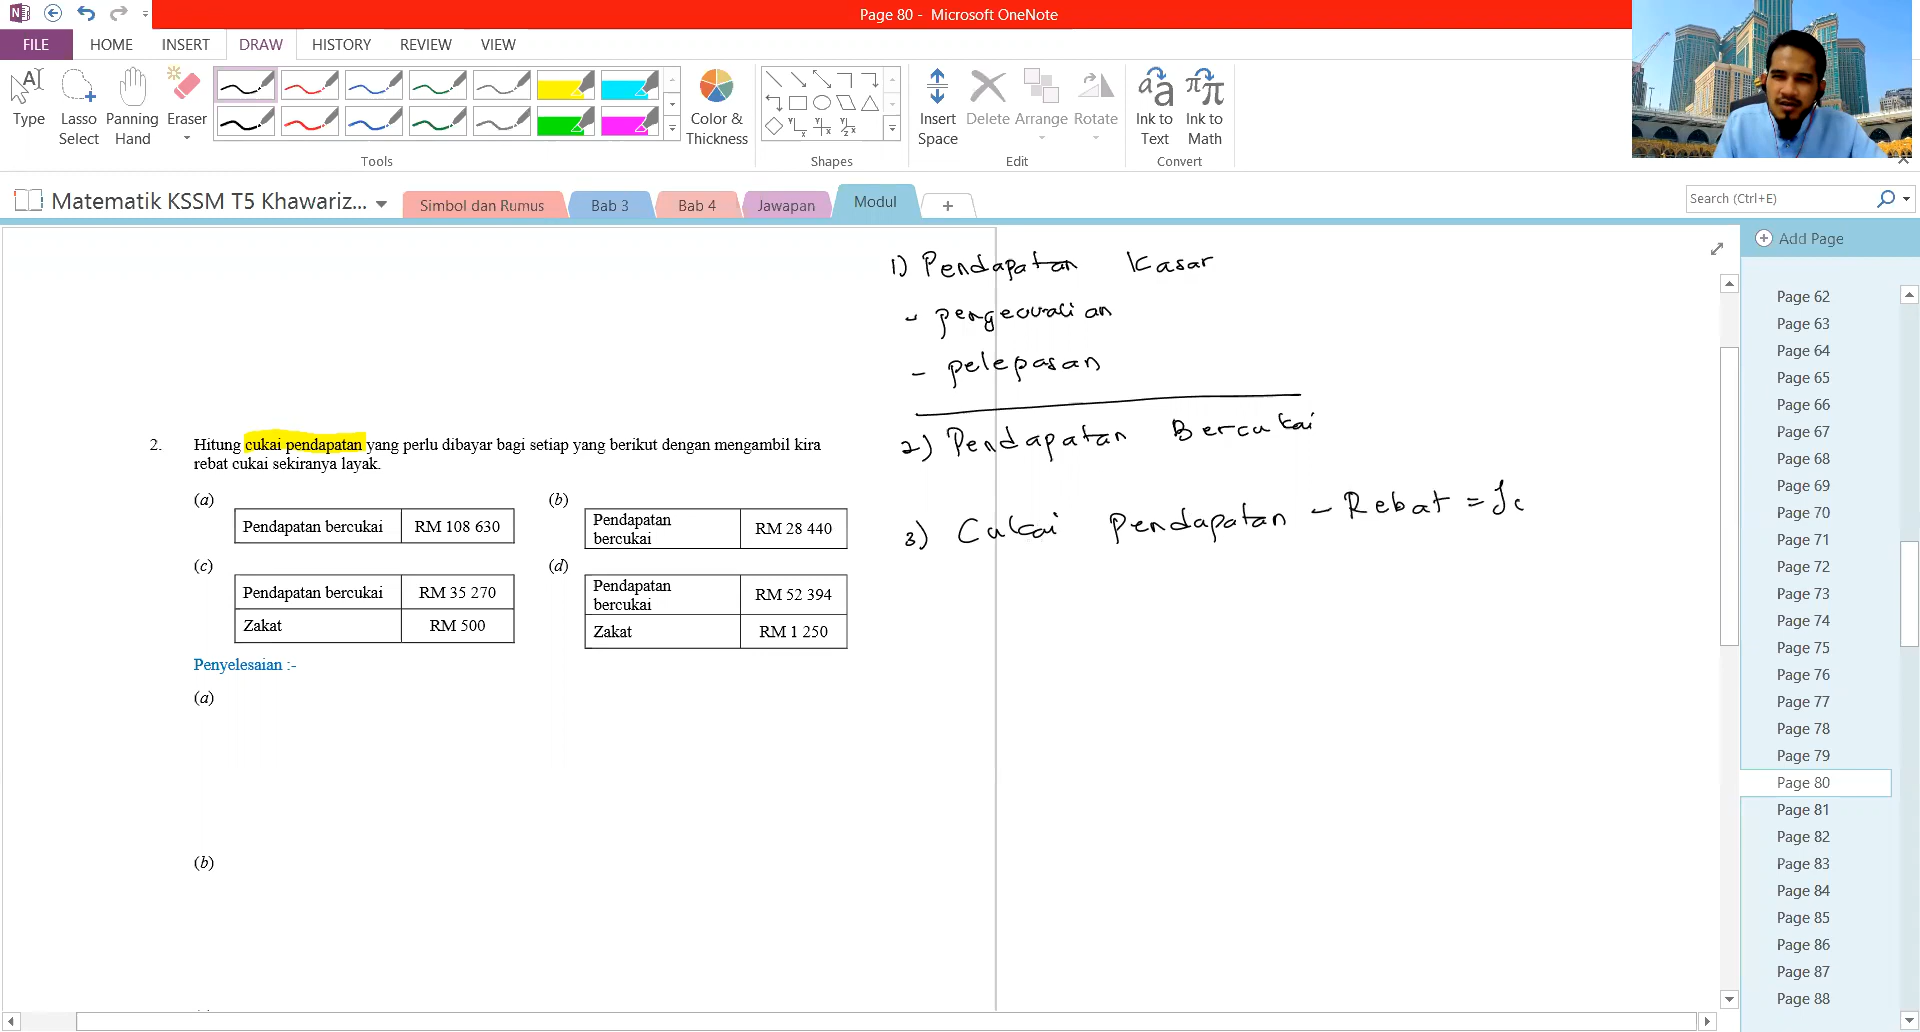 Page 80 - Microsoft OneNote
FILE HOME INSERT DRAW HISTORY REVIEW VIEW
Type
Lasso Select
Panning Hand
Eraser
Color & Thickness
Insert Space
Delete
Arrange
Rotate
Ink to Text
Ink to Math
Tools
Shapes
Edit
Convert
Matematik KSSM T5 Khawariz...
Simbol dan Rumus
Bab 3
Bab 4
Jawapan
Modul
Search (Ctrl+E)
Add Page
1) Pendapatan Kasar
- pengecualian
- pelepasan
2) Pendapatan Bercukai
3) Cukai Pendapatan - Rebat =
2. Hitung cukai pendapatan yang perlu dibayar bagi setiap yang berikut dengan mengambil kira
rebat cukai sekiranya layak.
(a)
Pendapatan bercukai RM 108 630
(b)
Pendapatan
bercukai RM 28 440
(c)
Pendapatan bercukai RM 35 270
Zakat RM 500
(d)
Pendapatan
bercukai RM 52 394
Zakat RM 1 250
Penyelesaian :-
(a)
(b)
Page 62
Page 63
Page 64
Page 65
Page 66
Page 67
Page 68
Page 69
Page 70
Page 71
Page 72
Page 73
Page 74
Page 75
Page 76
Page 77
Page 78
Page 79
Page 80
Page 81
Page 82
Page 83
Page 84
Page 85
Page 86
Page 87
Page 88